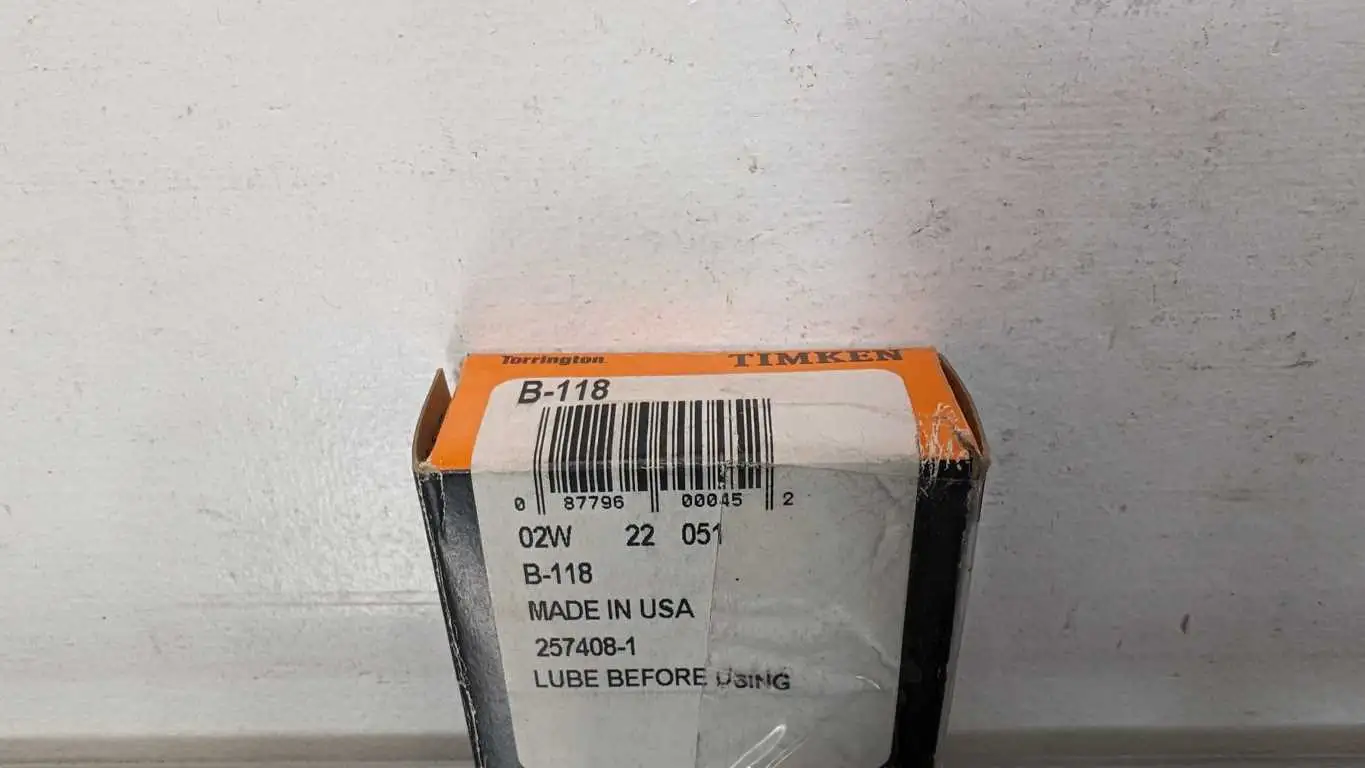 Torrington TIMKEN
B-118
0 87796 00045 2
02W 22 051
B-118
MADE IN USA
257408-1
LUBE BEFORE USING